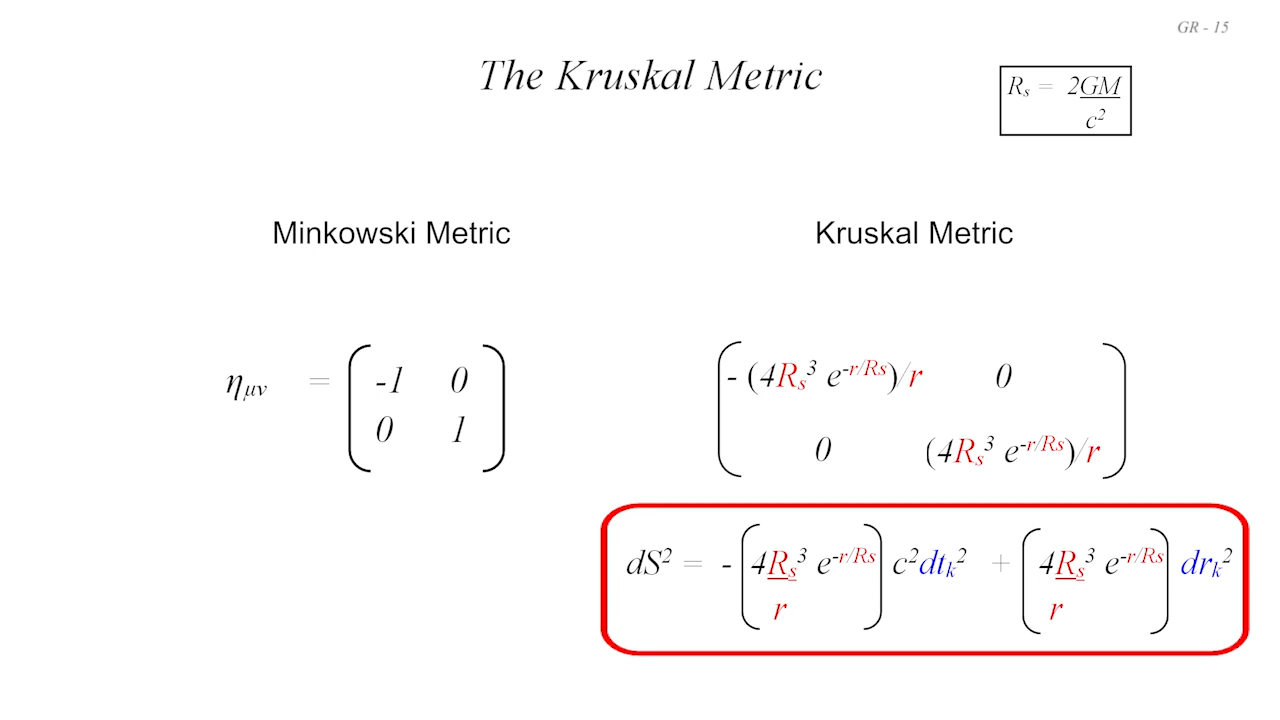 GR - 15
The Kruskal Metric
Rₛ = 2GM
c²
Minkowski Metric
Kruskal Metric
ημν = -1 0
0 1
- (4Rₛ³ e^-r/Rs)/r 0
0 (4Rₛ³ e^-r/Rs)/r
dS² = - 4Rₛ³ e^-r/Rs c²dtₖ² + 4Rₛ³ e^-r/Rs drₖ²
r r